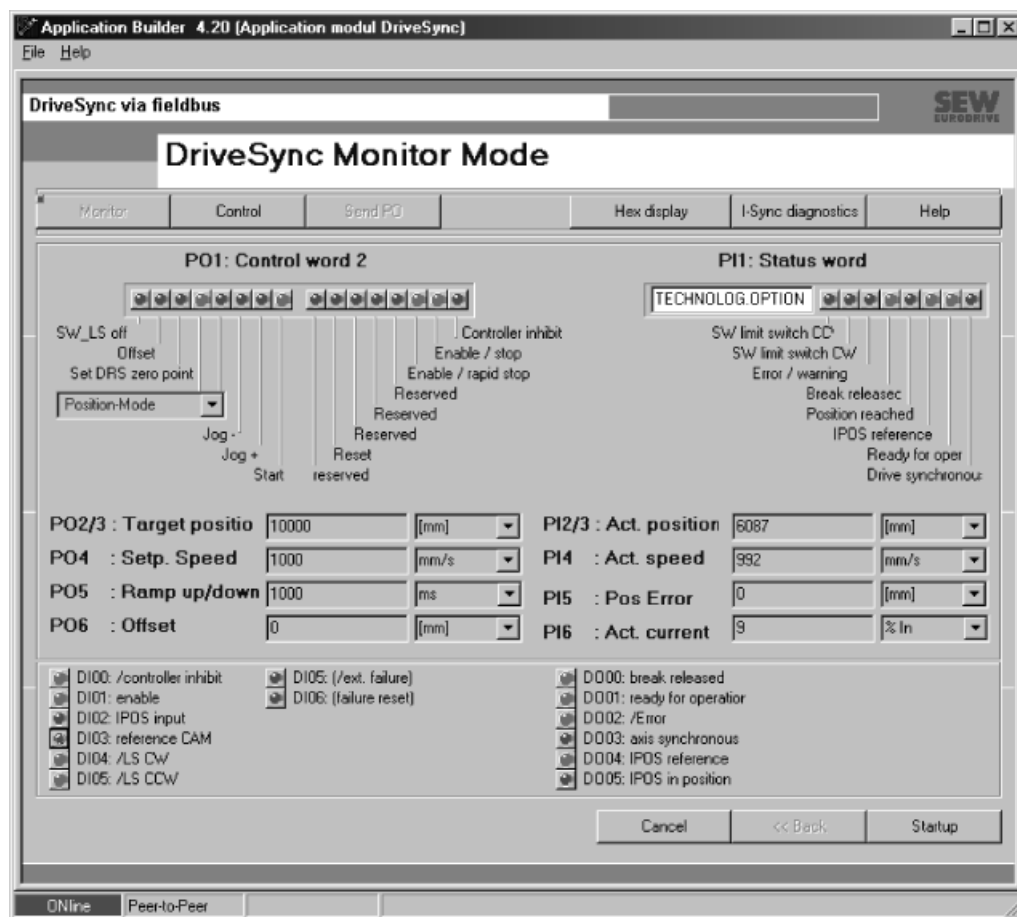 Application Builder 4.20 (Application modul DriveSync)
File Help
DriveSync via fieldbus
SEW
EURODRIVE
DriveSync Monitor Mode
Monitor Control Send PO Hex display I-Sync diagnostics Help
PO1: Control word 2
PI1: Status word
TECHNOLOG.OPTION
SW_LS off
Offset
Set DRS zero point
Position-Mode
Jog -
Jog +
Start
Controller inhibit
Enable / stop
Enable / rapid stop
Reserved
Reserved
Reserved
Reset
reserved
SW limit switch CC
SW limit switch CW
Error / warning
Break released
Position reached
IPOS reference
Ready for oper
Drive synchronou
PO2/3 : Target positio 10000 [mm]
PO4 : Setp. Speed 1000 mm/s
PO5 : Ramp up/down 1000 ms
PO6 : Offset 0 [mm]
PI2/3 : Act. position 6087 [mm]
PI4 : Act. speed 992 mm/s
PI5 : Pos Error 0 [mm]
PI6 : Act. current 9 % In
DI00: /controller inhibit
DI01: enable
DI02: IPOS input
DI03: reference CAM
DI04: /LS CW
DI05: /LS CCW
DI05: (/ext. failure)
DI06: (failure reset)
DO00: break released
DO01: ready for operation
DO02: /Error
DO03: axis synchronous
DO04: IPOS reference
DO05: IPOS in position
Cancel << Back Startup
ONline Peer-to-Peer